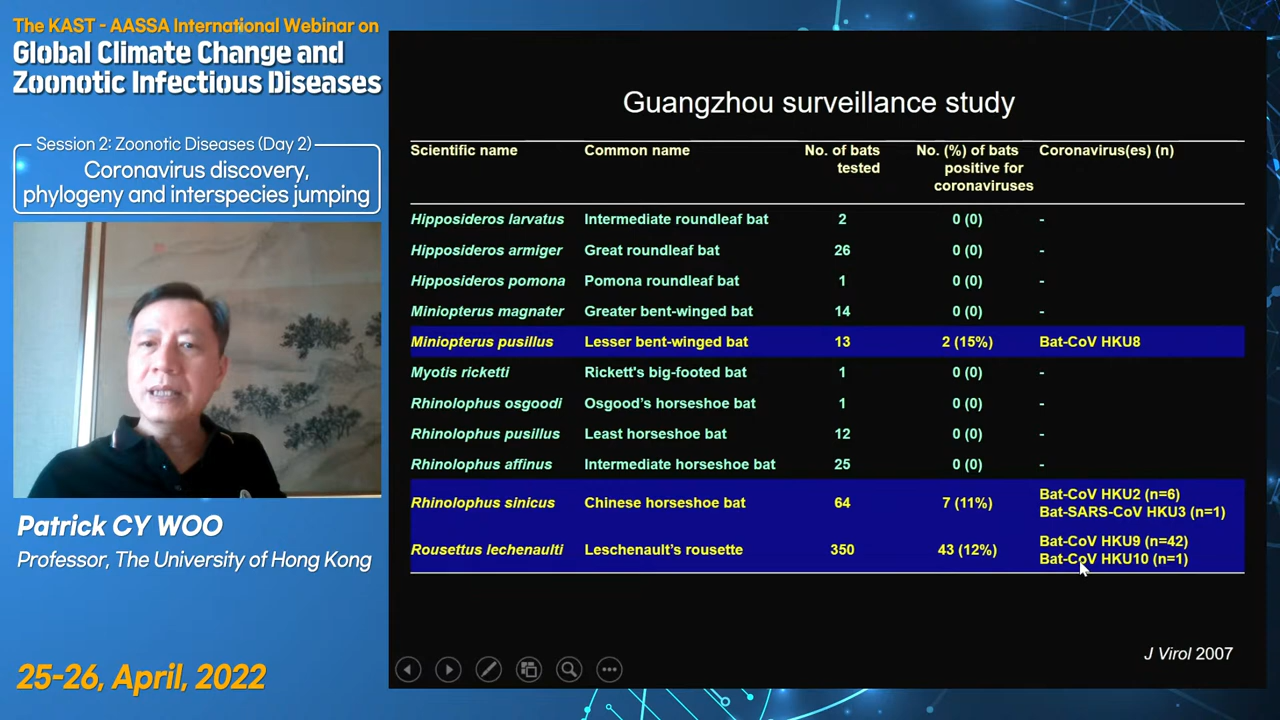 The KAST - AASSA International Webinar on
Global Climate Change and
Zoonotic Infectious Diseases
Session 2: Zoonotic Diseases (Day 2)
Coronavirus discovery,
phylogeny and interspecies jumping
Patrick CY WOO
Professor, The University of Hong Kong
25-26, April, 2022
Guangzhou surveillance study
Scientific name Common name No. of bats tested No. (%) of bats positive for coronaviruses Coronavirus(es) (n)
Hipposideros larvatus Intermediate roundleaf bat 2 0 (0) -
Hipposideros armiger Great roundleaf bat 26 0 (0) -
Hipposideros pomona Pomona roundleaf bat 1 0 (0) -
Miniopterus magnater Greater bent-winged bat 14 0 (0) -
Miniopterus pusillus Lesser bent-winged bat 13 2 (15%) Bat-CoV HKU8
Myotis ricketti Rickett's big-footed bat 1 0 (0) -
Rhinolophus osgoodi Osgood’s horseshoe bat 1 0 (0) -
Rhinolophus pusillus Least horseshoe bat 12 0 (0) -
Rhinolophus affinus Intermediate horseshoe bat 25 0 (0) -
Rhinolophus sinicus Chinese horseshoe bat 64 7 (11%) Bat-CoV HKU2 (n=6)
Bat-SARS-CoV HKU3 (n=1)
Rousettus lechenaulti Leschenault’s rousette 350 43 (12%) Bat-CoV HKU9 (n=42)
Bat-CoV HKU10 (n=1)
J Virol 2007